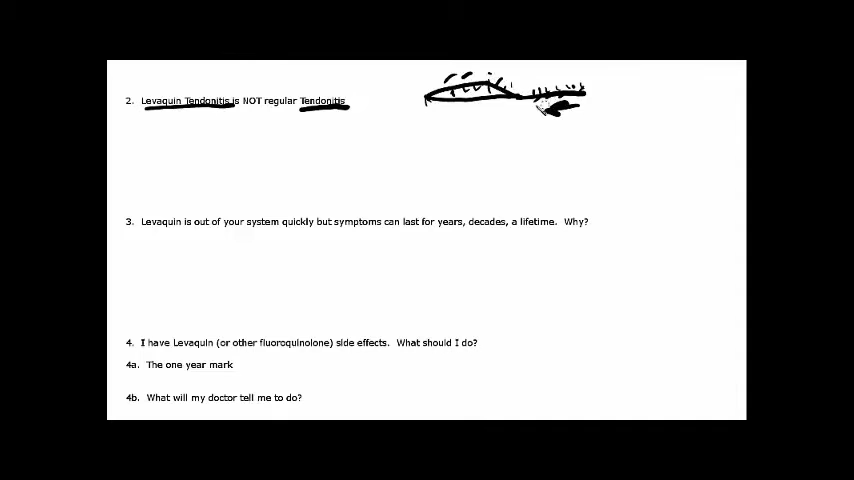 2. Levaquin Tendonitis is NOT regular Tendonitis
3. Levaquin is out of your system quickly but symptoms can last for years, decades, a lifetime. Why?
4. I have Levaquin (or other fluoroquinolone) side effects. What should I do?
4a. The one year mark
4b. What will my doctor tell me to do?